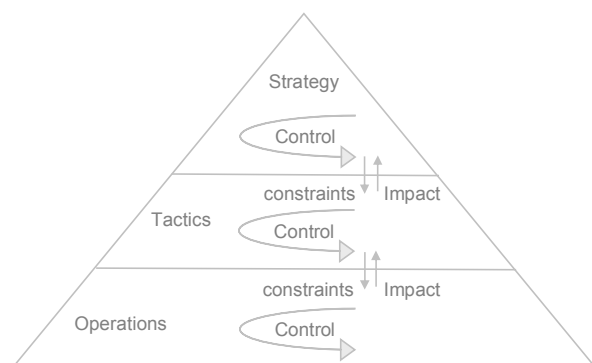 Strategy
Control
constraints Impact
Tactics
Control
constraints Impact
Operations
Control